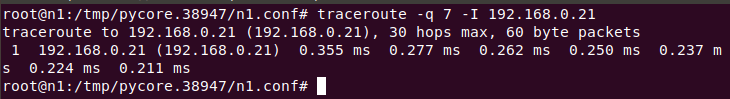 root@n1:/tmp/pycore.38947/n1.conf# traceroute -q 7 -I 192.168.0.21
traceroute to 192.168.0.21 (192.168.0.21), 30 hops max, 60 byte packets
 1  192.168.0.21 (192.168.0.21)  0.355 ms  0.277 ms  0.262 ms  0.250 ms  0.237 m
s  0.224 ms  0.211 ms
root@n1:/tmp/pycore.38947/n1.conf#